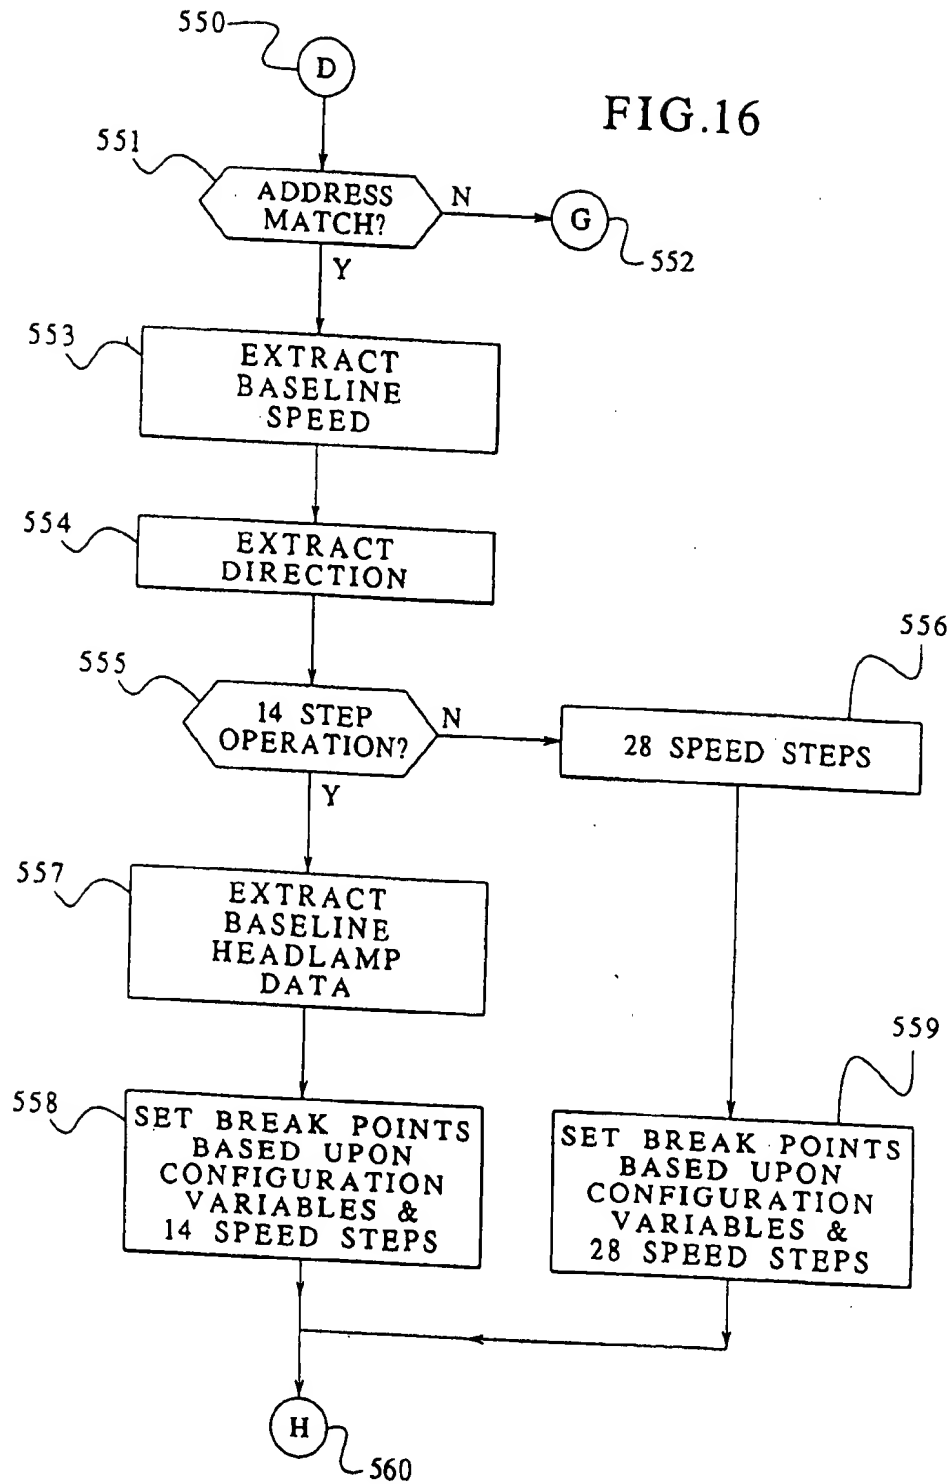 550
D
FIG.16
551
ADDRESS
MATCH?
N
G
552
Y
553
EXTRACT
BASELINE
SPEED
554
EXTRACT
DIRECTION
555
14 STEP
OPERATION?
N
556
28 SPEED STEPS
Y
557
EXTRACT
BASELINE
HEADLAMP
DATA
558
SET BREAK POINTS
BASED UPON
CONFIGURATION
VARIABLES &
14 SPEED STEPS
559
SET BREAK POINTS
BASED UPON
CONFIGURATION
VARIABLES &
28 SPEED STEPS
H
560